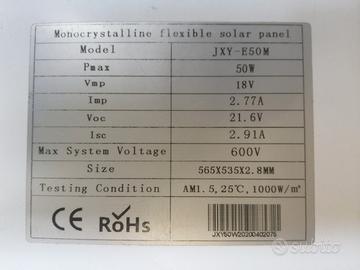 Monocrystalline flexible solar panel
Model JXY-E50M
Pmax 50W
Vmp 18V
Imp 2.77A
Voc 21.6V
Isc 2.91A
Max System Voltage 600V
Size 565X535X2.8MM
Testing Condition AM1.5,25℃,1000W/m²
CE RoHs
JXY50W20200402075
subito